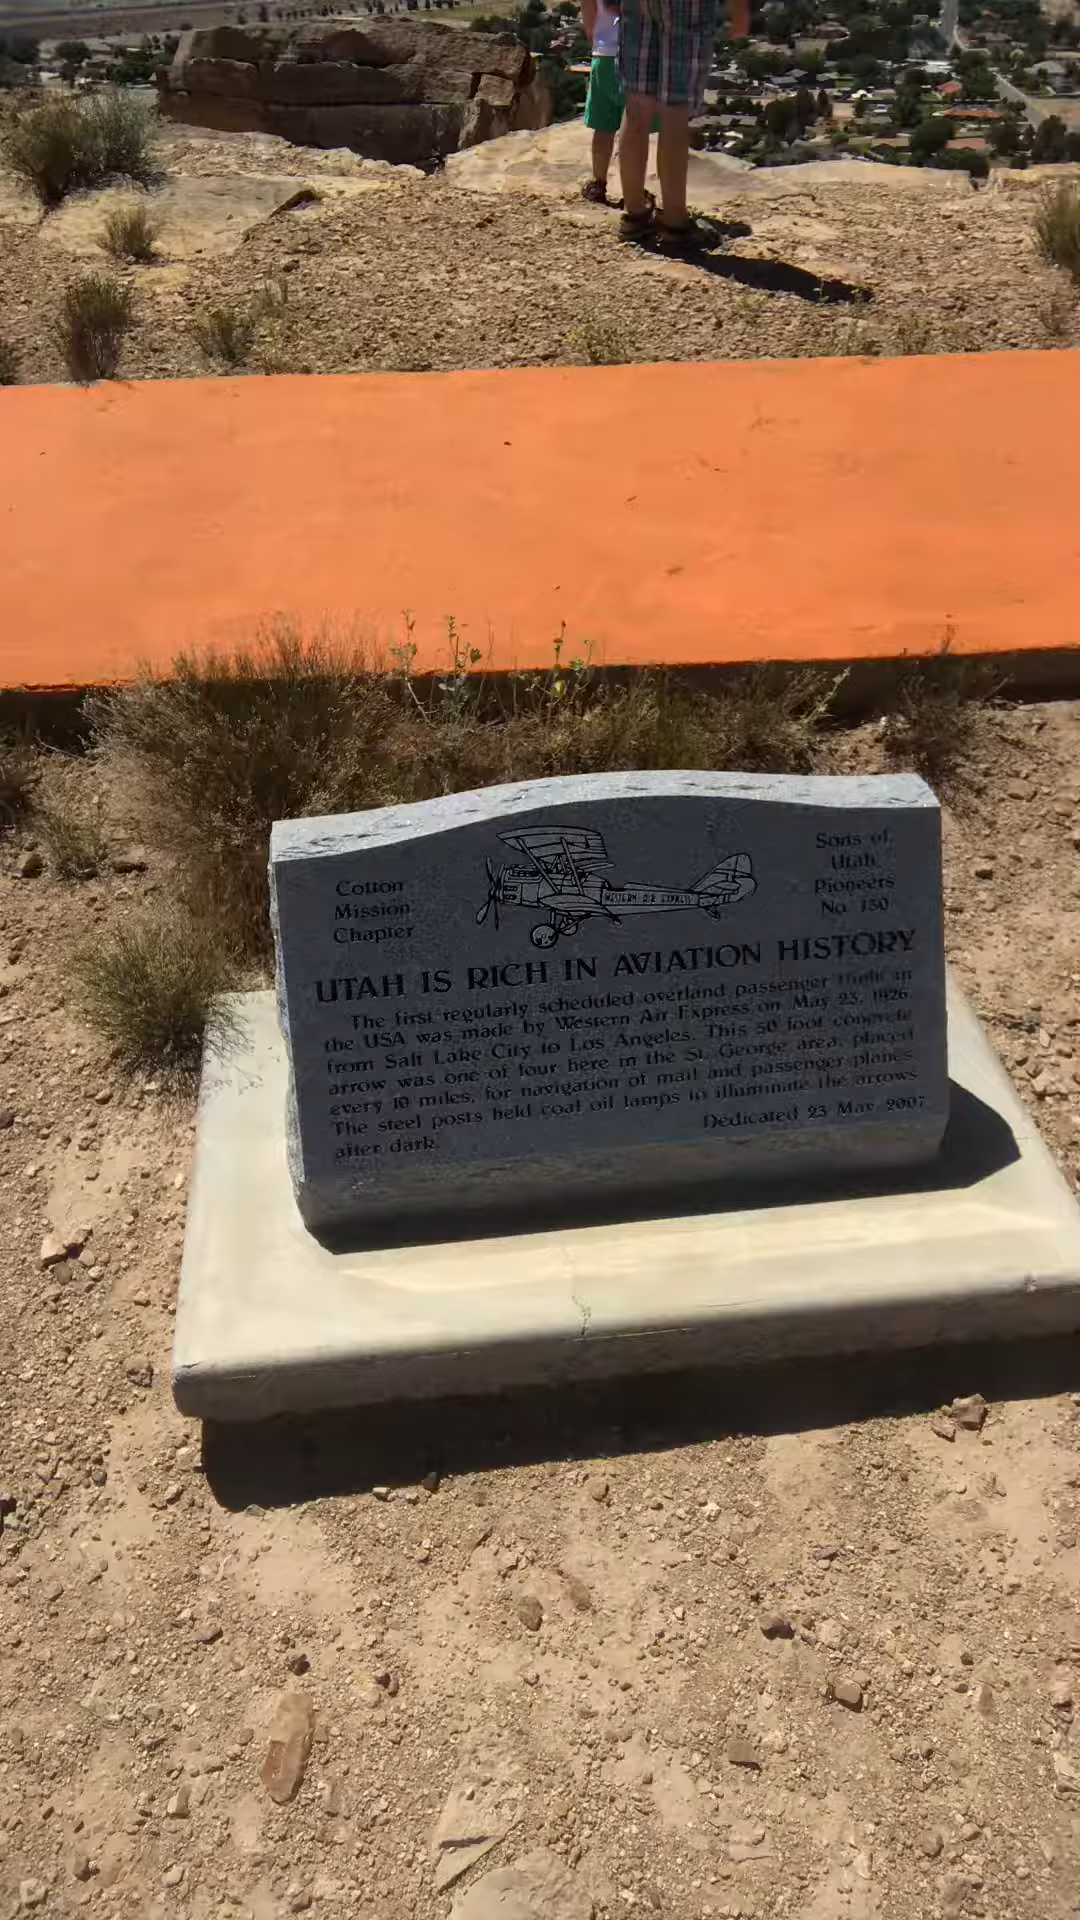 Cotton
Mission
Chapter
Sons of
Utah
Pioneers
No. 150
WESTERN AIR EXPRESS
UTAH IS RICH IN AVIATION HISTORY
The first regularly scheduled overland passenger flight in
the USA was made by Western Air Express on May 23, 1926,
from Salt Lake City to Los Angeles. This 50 foot concrete
arrow was one of four here in the St. George area, placed
every 10 miles, for navigation of mail and passenger planes.
The steel posts held coal oil lamps to illuminate the arrows
after dark.
Dedicated 23 May 2007